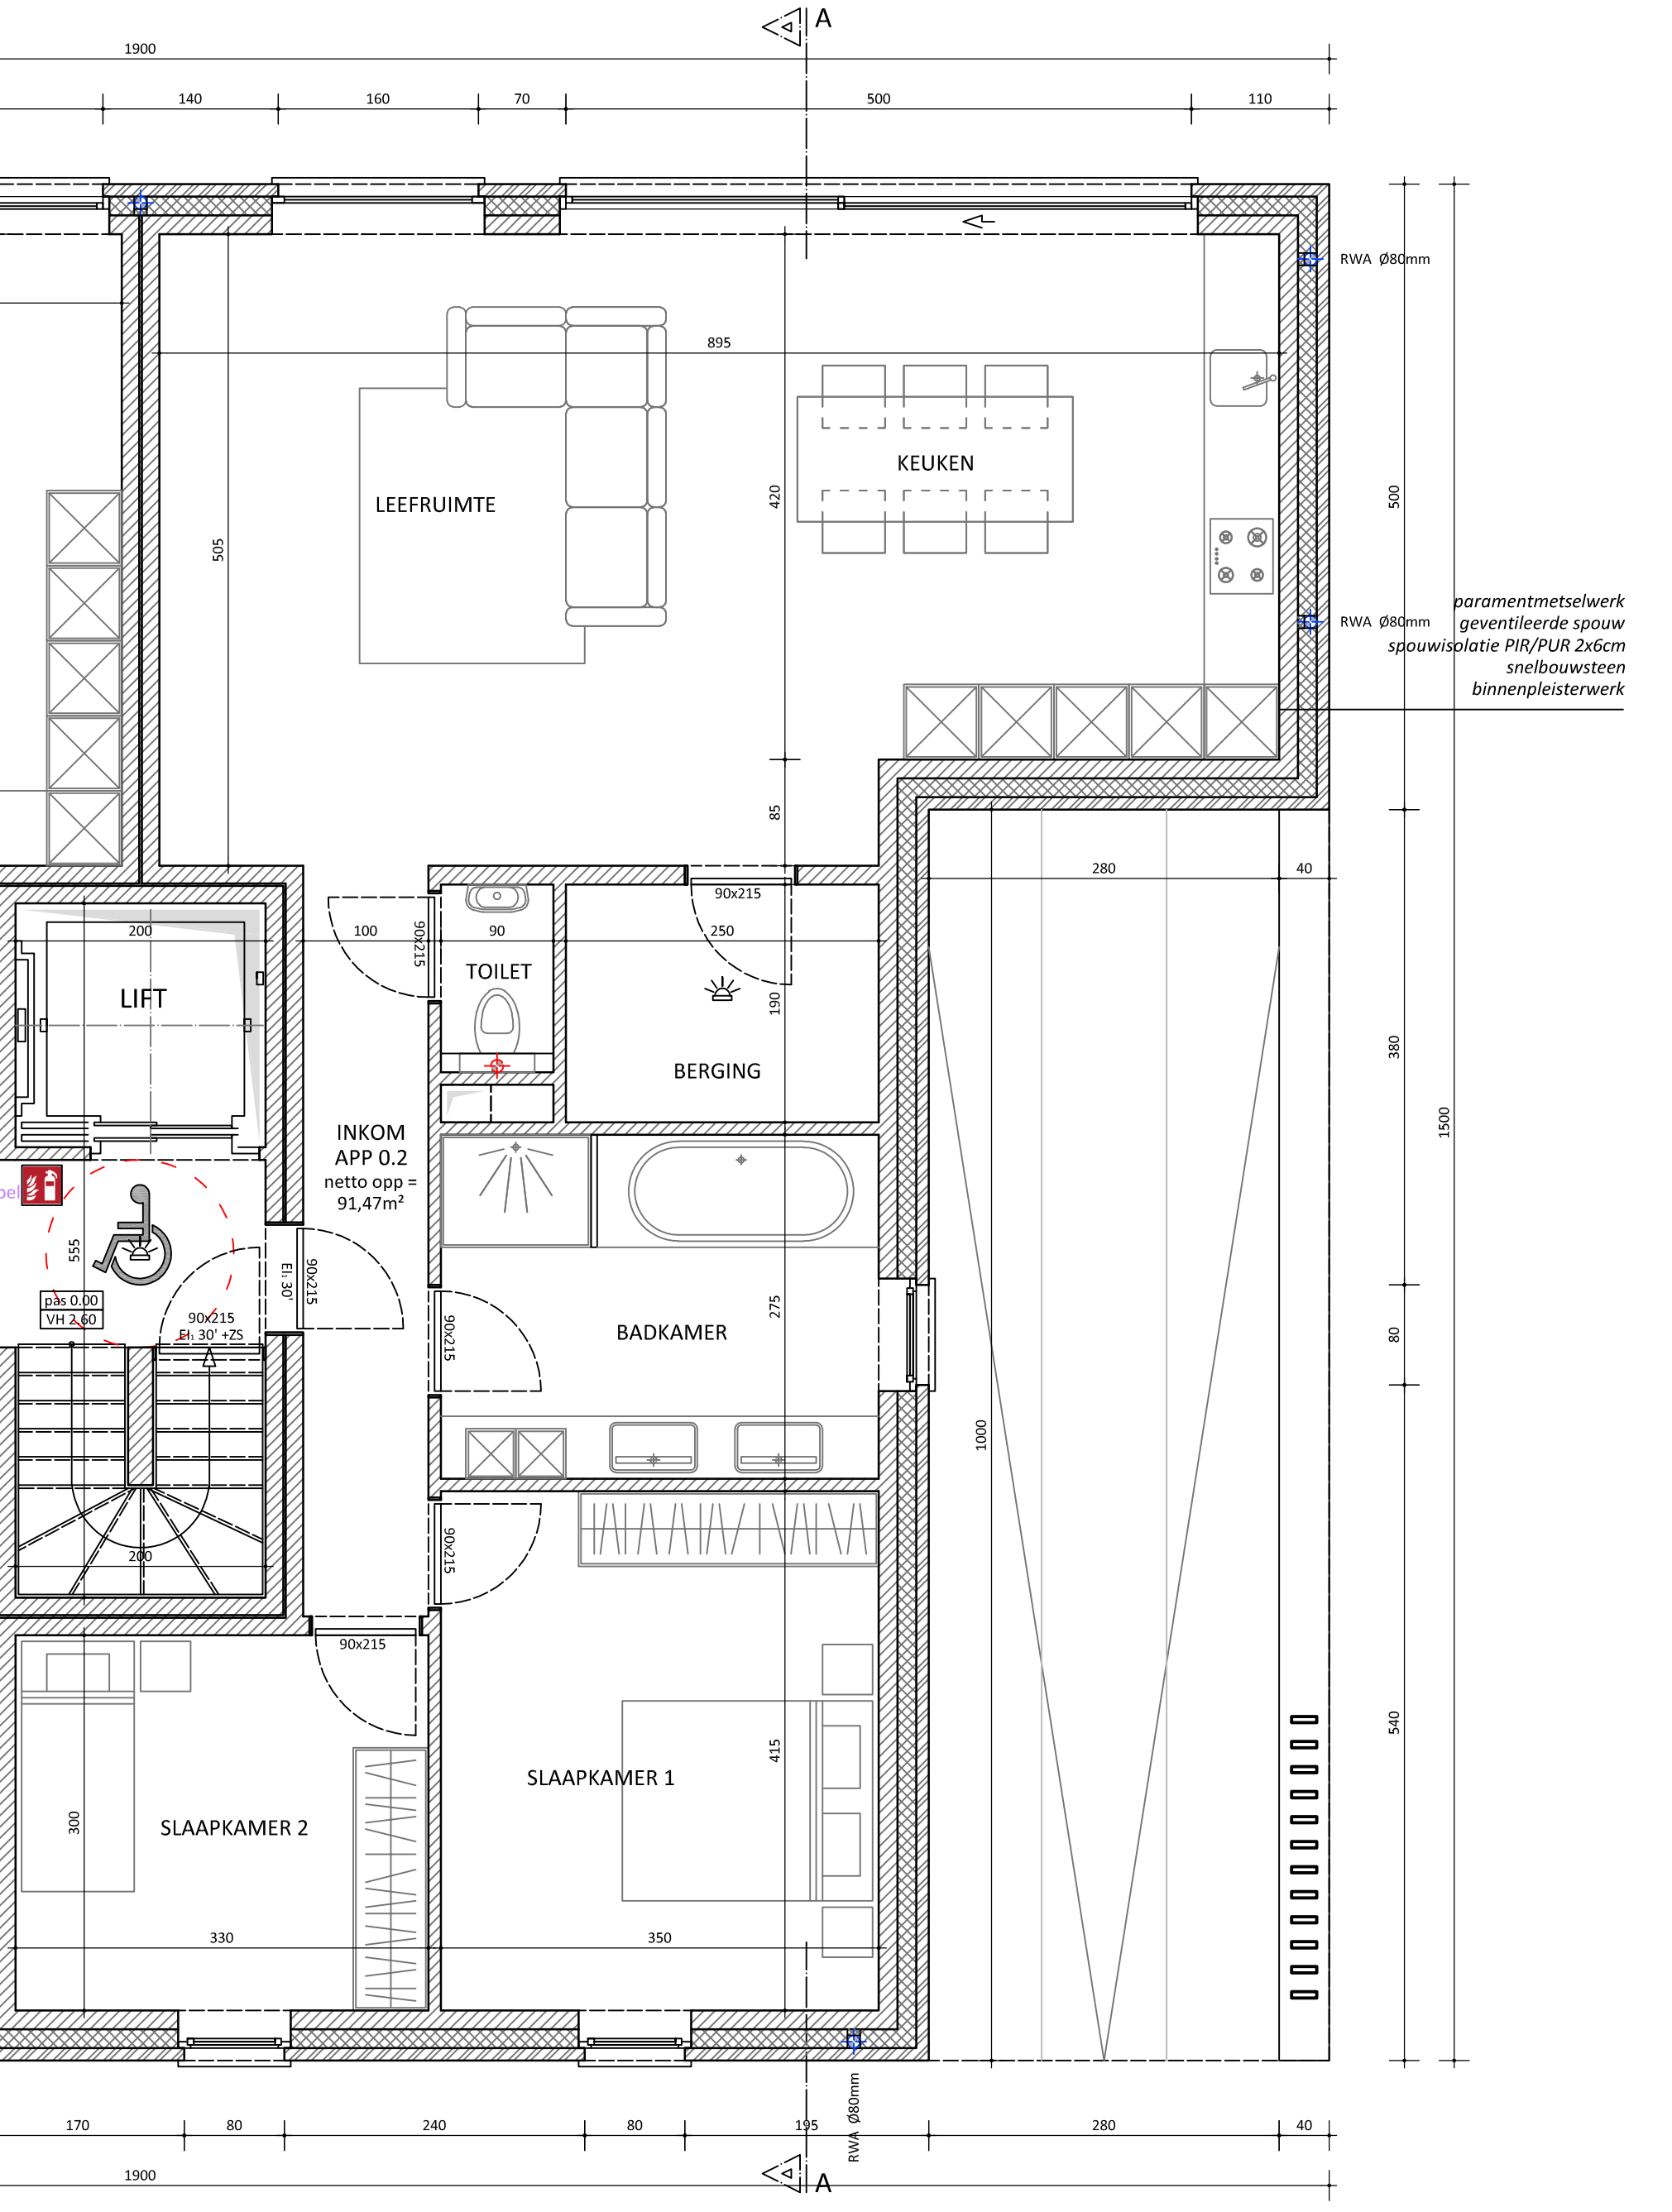 A
1900
140
160
70
500
110
RWA Ø80mm
895
KEUKEN
LEEFRUIMTE
420
500
505
paramentmetselwerk
RWA Ø80mm
geventileerde spouw
spouwisolatie PIR/PUR 2x6cm
snelbouwsteen
binnenpleisterwerk
85
280
40
90x215
200
100
90x215
90
250
TOILET
LIFT
190
BERGING
380
1500
INKOM
APP 0.2
netto opp =
91,47m²
555
EI₁ 30'
90x215
pas 0.00
VH 2.60
90x215
EI₁ 30' +ZS
90x215
BADKAMER
275
80
1000
200
90x215
90x215
540
415
SLAAPKAMER 1
300
SLAAPKAMER 2
330
350
170
80
240
80
195
RWA Ø80mm
280
40
1900
A